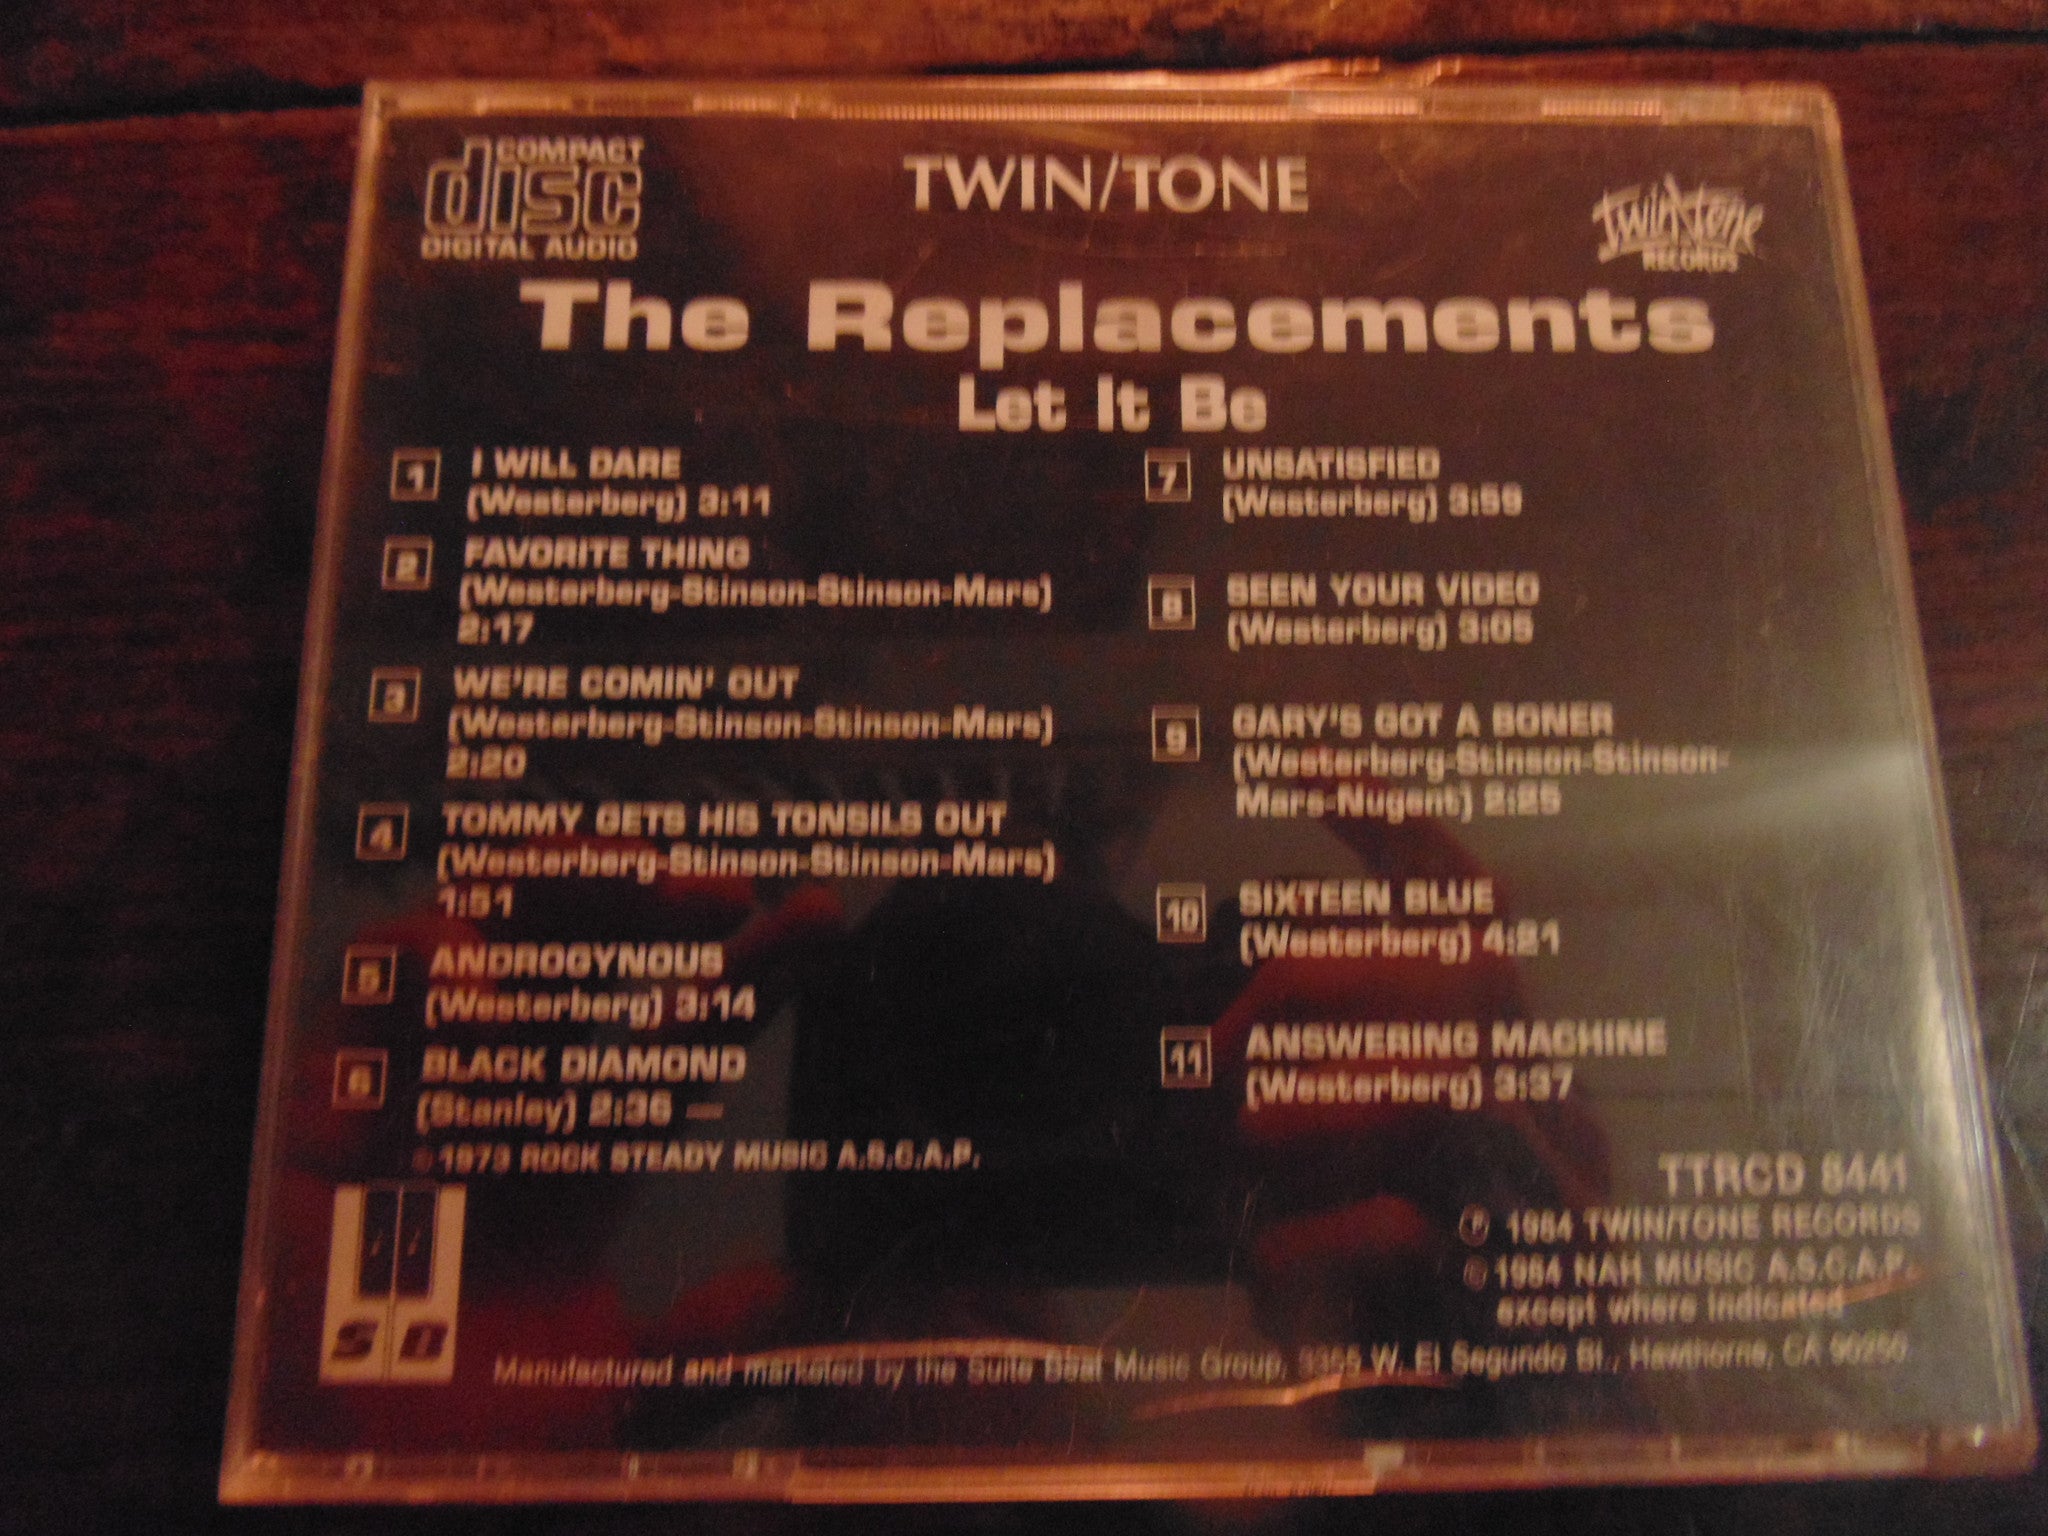 COMPACT
disc
DIGITAL AUDIO
TWIN/TONE
Twin/Tone
RECORDS
The Replacements
Let It Be
1 I WILL DARE
(Westerberg) 3:11
2 FAVORITE THING
(Westerberg-Stinson-Stinson-Mars)
2:17
3 WE'RE COMIN' OUT
(Westerberg-Stinson-Stinson-Mars)
2:20
4 TOMMY GETS HIS TONSILS OUT
(Westerberg-Stinson-Stinson-Mars)
1:51
5 ANDROGYNOUS
(Westerberg) 3:14
6 BLACK DIAMOND
(Stanley) 2:36 —
© 1973 ROCK STEADY MUSIC A.S.C.A.P.
7 UNSATISFIED
(Westerberg) 3:59
8 SEEN YOUR VIDEO
(Westerberg) 3:05
9 GARY'S GOT A BONER
(Westerberg-Stinson-Stinson-
Mars-Nugent) 2:25
10 SIXTEEN BLUE
(Westerberg) 4:21
11 ANSWERING MACHINE
(Westerberg) 3:37
TTRCD 8441
℗ 1984 TWIN/TONE RECORDS
© 1984 NAH MUSIC A.S.C.A.P.
except where indicated
S B
Manufactured and marketed by the Suite Beat Music Group, W. El Segundo Bl., Hawthorne, CA 90250